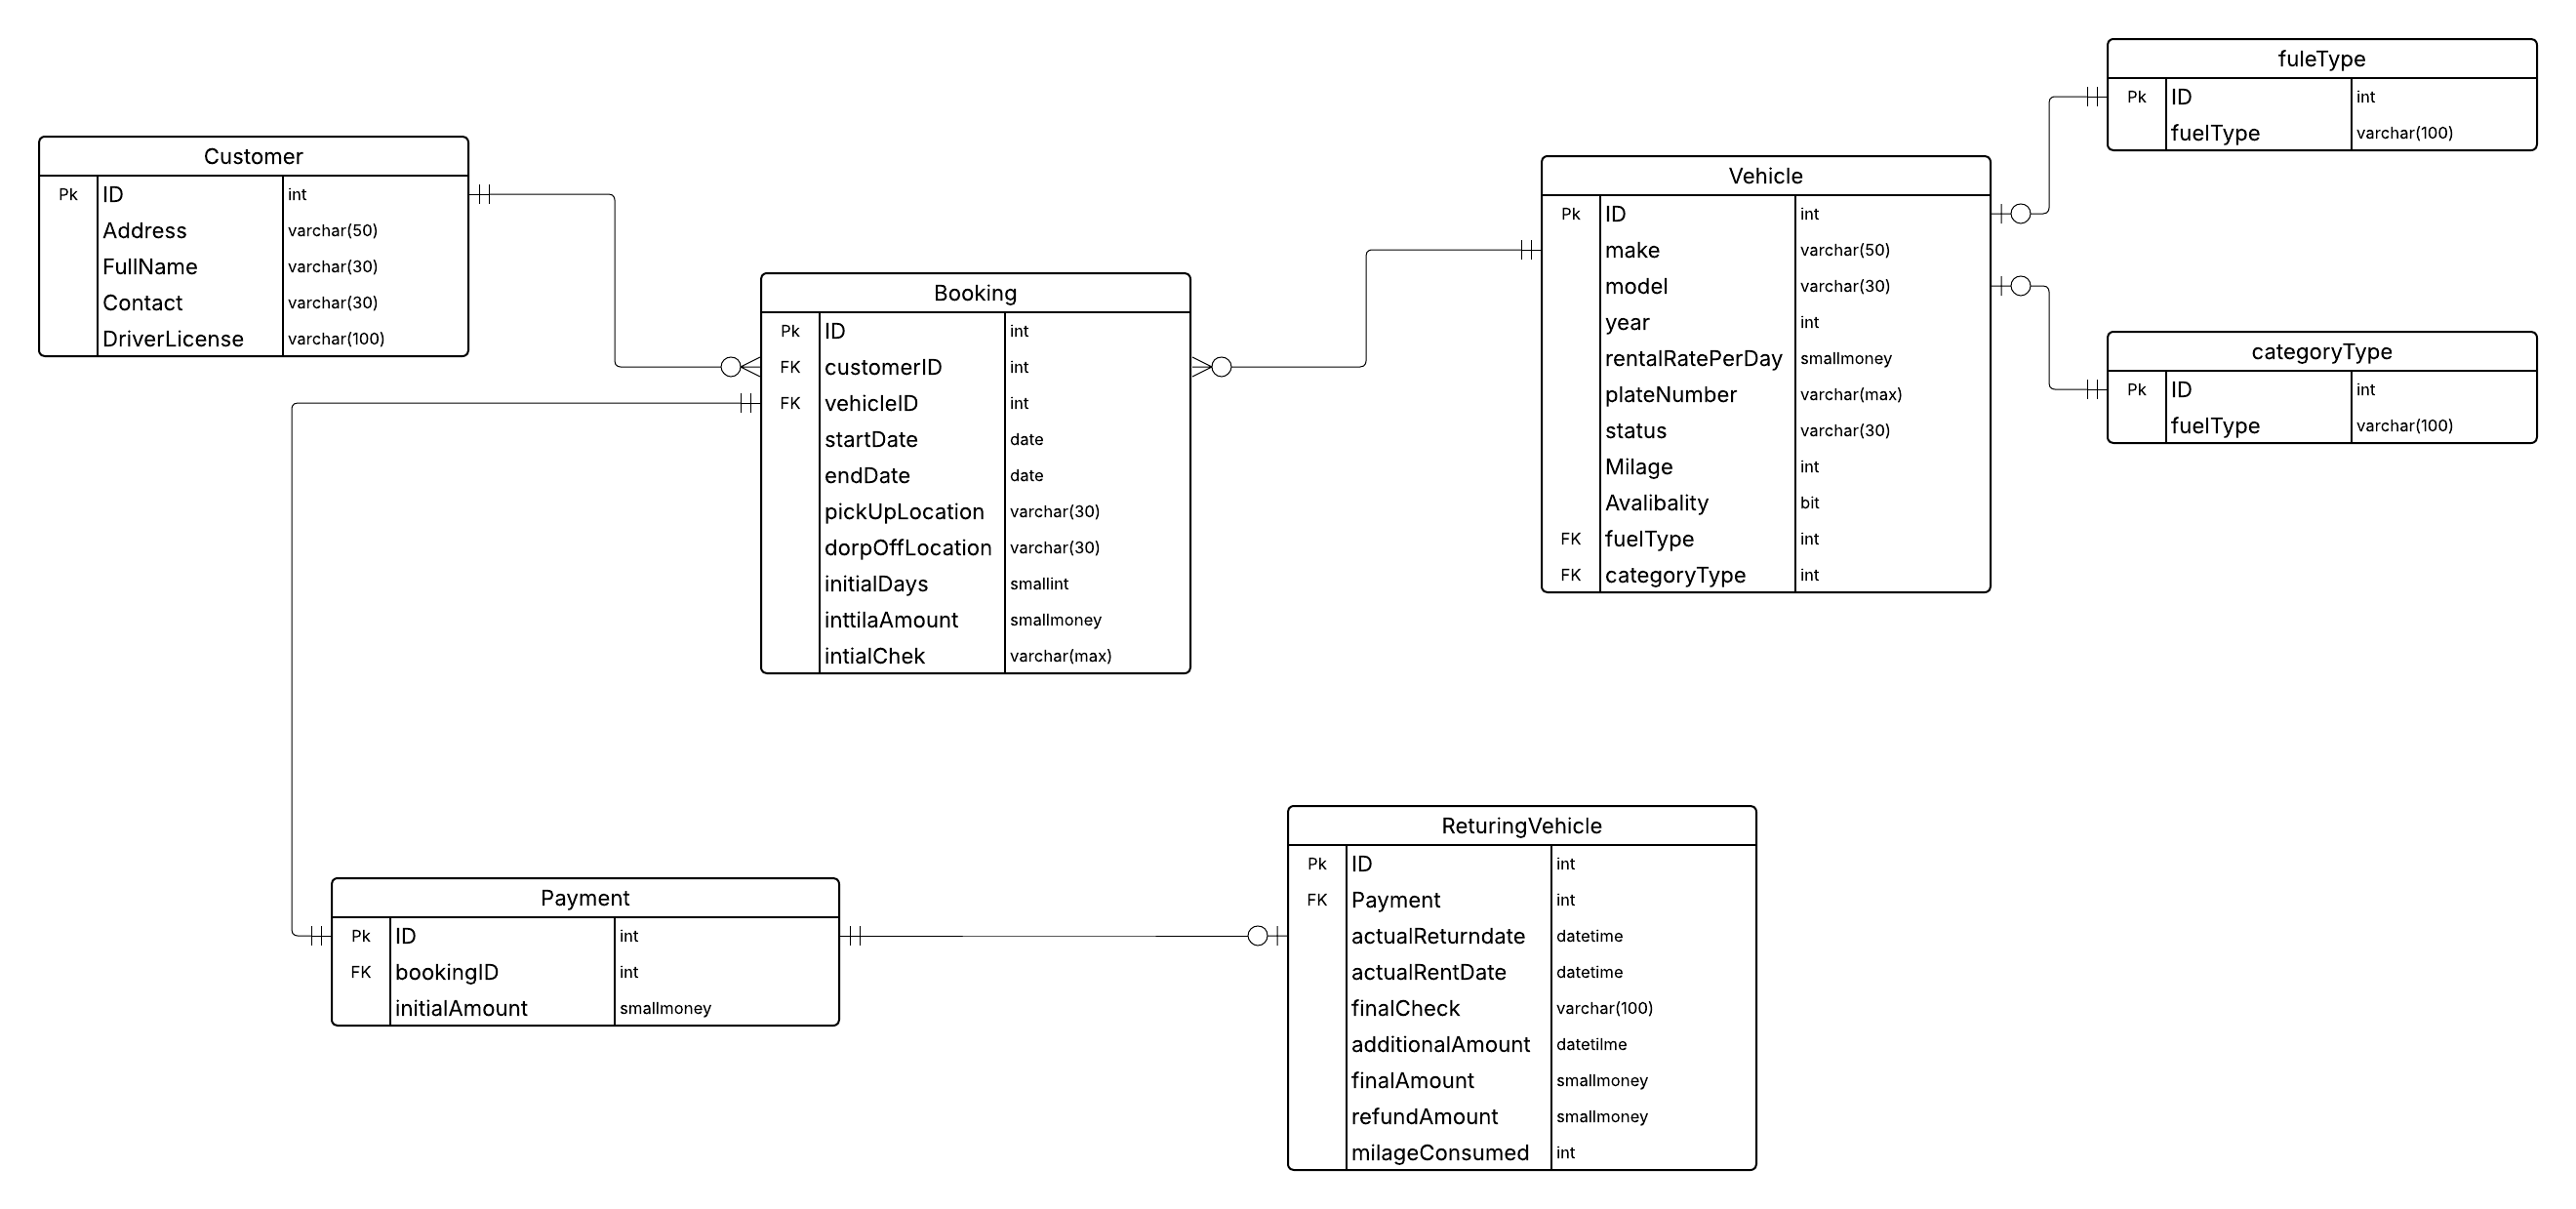 Customer
Pk ID int
Address varchar(50)
FullName varchar(30)
Contact varchar(30)
DriverLicense varchar(100)
Booking
Pk ID int
FK customerID int
FK vehicleID int
startDate date
endDate date
pickUpLocation varchar(30)
dorpOffLocation varchar(30)
initialDays smallint
inttilaAmount smallmoney
intialChek varchar(max)
Vehicle
Pk ID int
make varchar(50)
model varchar(30)
year int
rentalRatePerDay smallmoney
plateNumber varchar(max)
status varchar(30)
Milage int
Avalibality bit
FK fuelType int
FK categoryType int
fuleType
Pk ID int
fuelType varchar(100)
categoryType
Pk ID int
fuelType varchar(100)
Payment
Pk ID int
FK bookingID int
initialAmount smallmoney
ReturingVehicle
Pk ID int
FK Payment int
actualReturndate datetime
actualRentDate datetime
finalCheck varchar(100)
additionalAmount datetilme
finalAmount smallmoney
refundAmount smallmoney
milageConsumed int